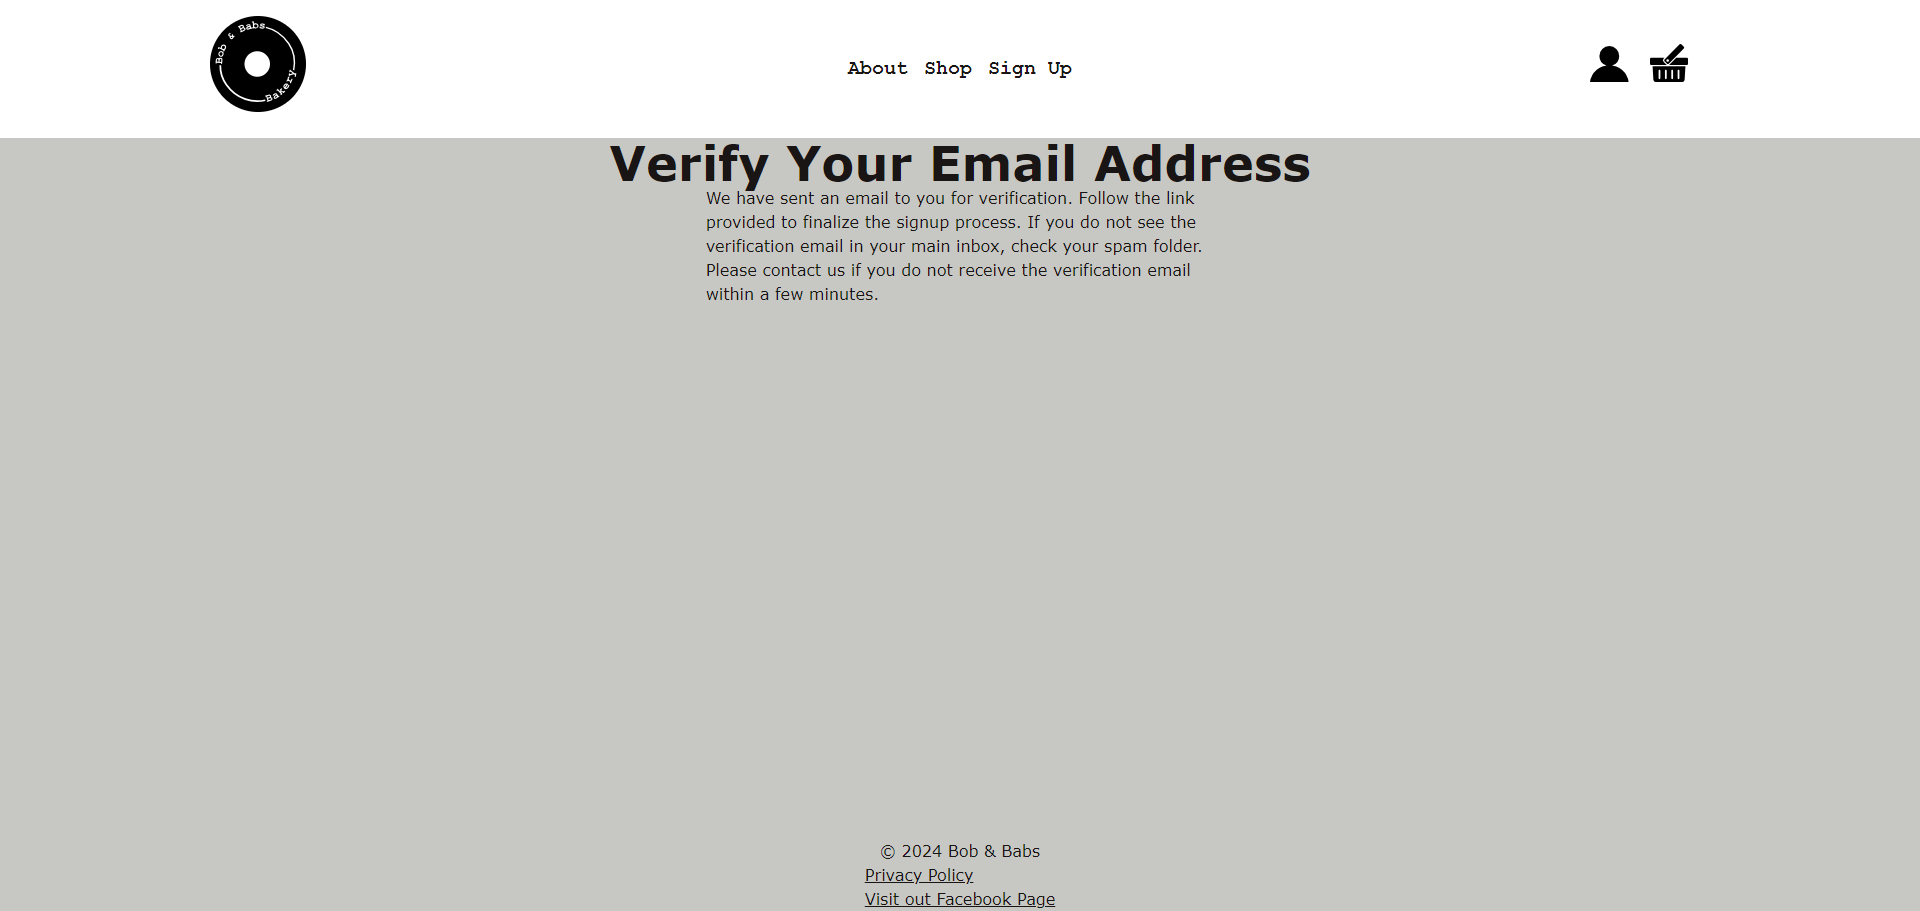 Bob & Babs
Bakery
About Shop Sign Up
Verify Your Email Address
We have sent an email to you for verification. Follow the link
provided to finalize the signup process. If you do not see the
verification email in your main inbox, check your spam folder.
Please contact us if you do not receive the verification email
within a few minutes.
© 2024 Bob & Babs
Privacy Policy
Visit out Facebook Page